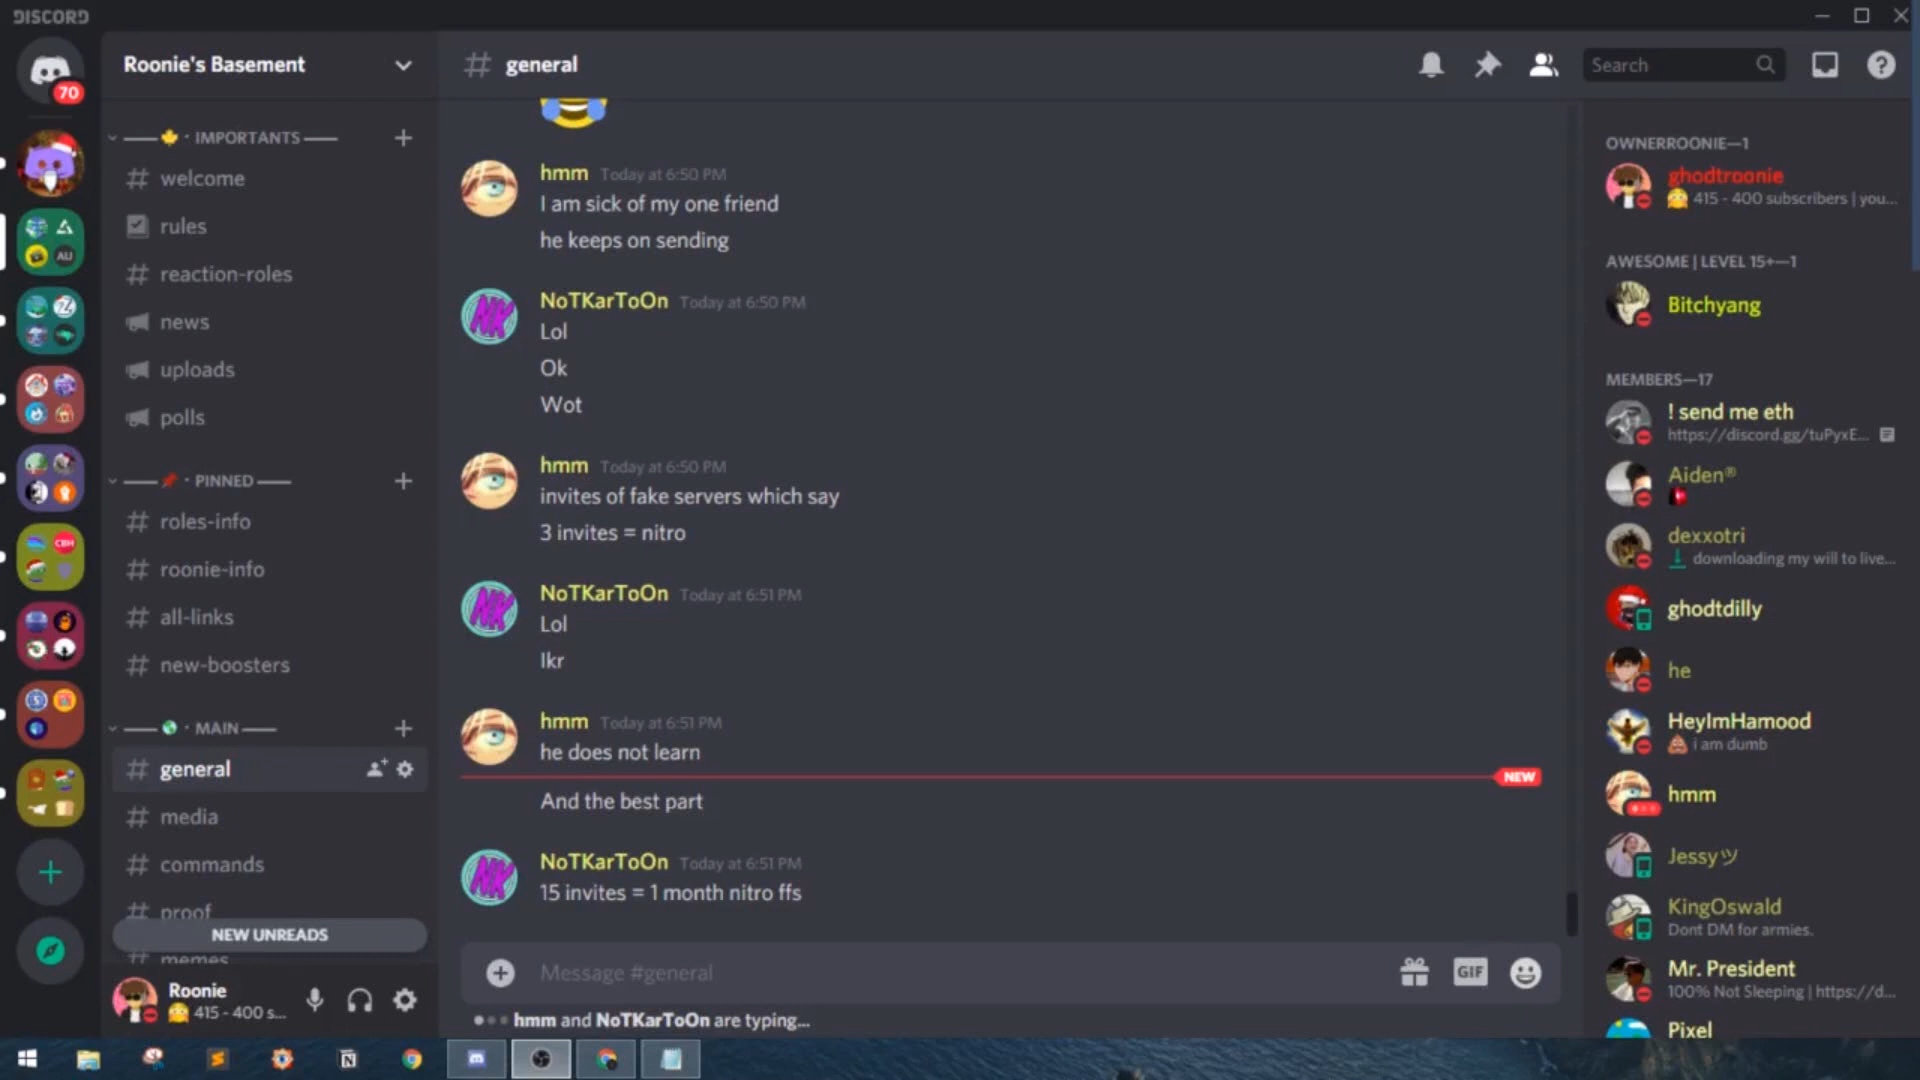 DISCORD
70
Roonie's Basement
IMPORTANTS
welcome
rules
reaction-roles
news
uploads
polls
PINNED
roles-info
roonie-info
all-links
new-boosters
MAIN
general
media
commands
proof
NEW UNREADS
memes
Roonie
415 - 400 s...
general
Search
hmm Today at 6:50 PM
I am sick of my one friend
he keeps on sending
NoTKarToOn Today at 6:50 PM
Lol
Ok
Wot
hmm Today at 6:50 PM
invites of fake servers which say
3 invites = nitro
NoTKarToOn Today at 6:51 PM
Lol
Ikr
hmm Today at 6:51 PM
he does not learn
NEW
And the best part
NoTKarToOn Today at 6:51 PM
15 invites = 1 month nitro ffs
Message #general
GIF
hmm and NoTKarToOn are typing...
OWNERROONIE—1
ghodtroonie
415 - 400 subscribers | you...
AWESOME | LEVEL 15+—1
Bitchyang
MEMBERS—17
! send me eth
https://discord.gg/tuPyxE...
Aiden®
dexxotri
downloading my will to live...
ghodtdilly
he
HeyImHamood
i am dumb
hmm
Jessyツ
KingOswald
Dont DM for armies.
Mr. President
100% Not Sleeping | https://d...
Pixel